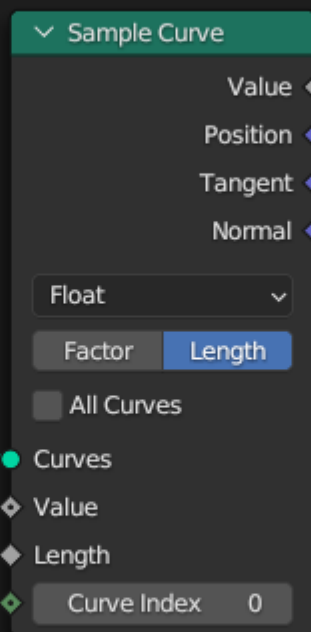 Sample Curve
Value
Position
Tangent
Normal
Float
Factor Length
All Curves
Curves
Value
Length
Curve Index 0